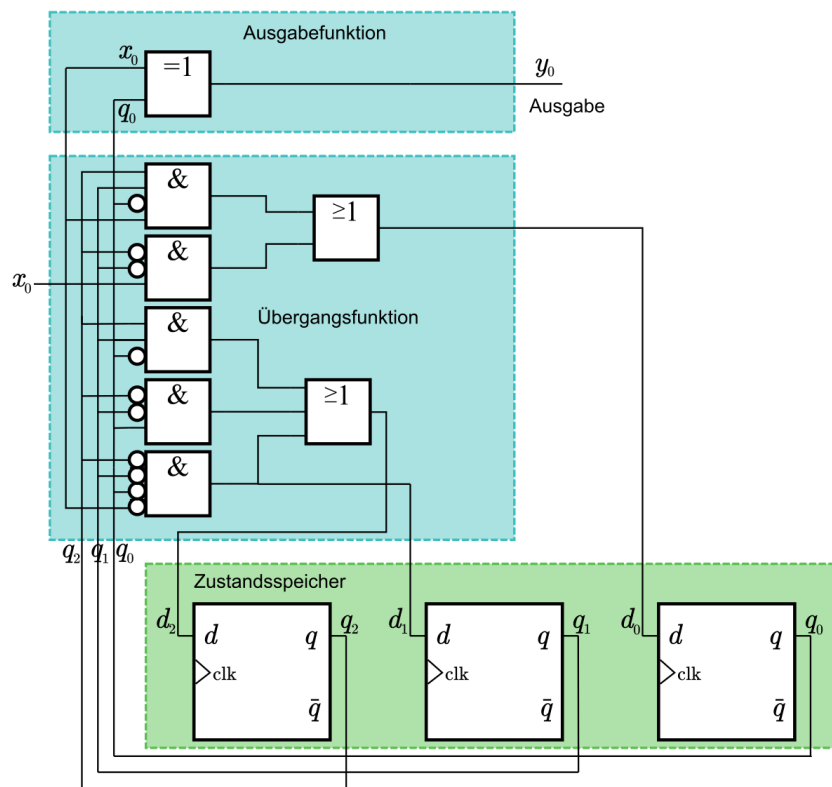 Ausgabefunktion
x₀
=1
y₀
q₀
Ausgabe
&
≥1
&
x₀
&
Übergangsfunktion
&
≥1
&
q₂ q₁ q₀
Zustandsspeicher
d₂ d q q₂ d₁ d q q₁ d₀ d q q₀
clk clk clk
q̄ q̄ q̄